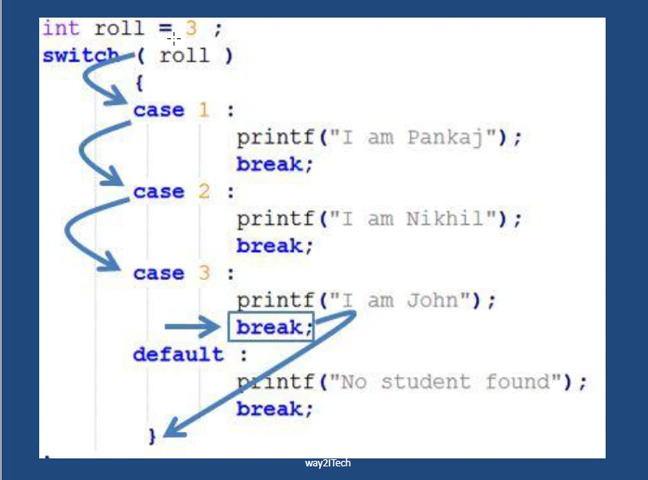 int roll = 3 ;
switch ( roll )
{
case 1 :
printf("I am Pankaj");
break;
case 2 :
printf("I am Nikhil");
break;
case 3 :
printf("I am John");
break;
default :
printf("No student found");
break;
}
way2iTech